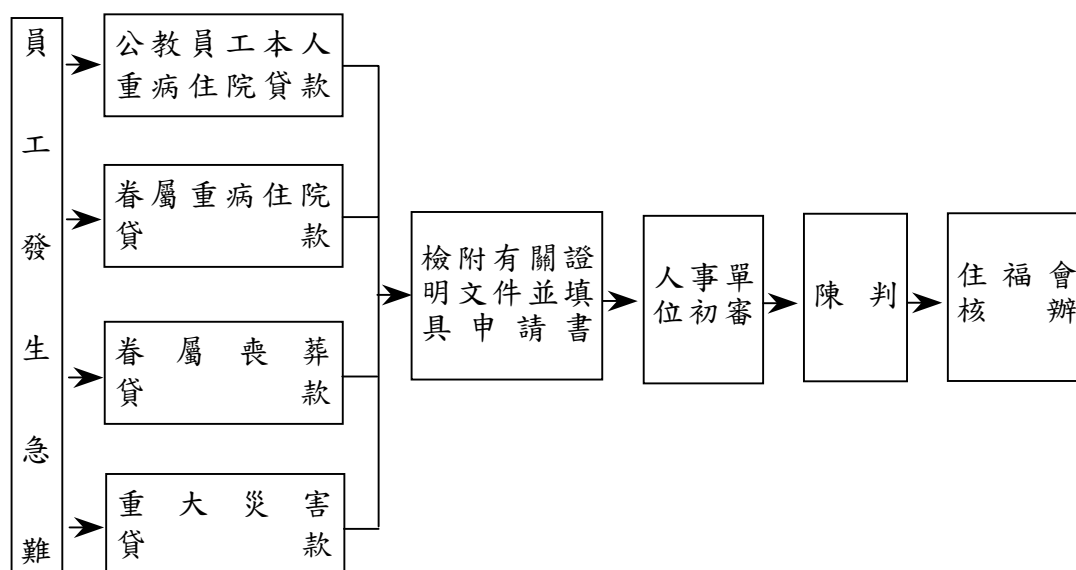 員工發生急難
公教員工本人
重病住院貸款
眷屬重病住院
貸款
眷屬喪葬
貸款
重大災害
貸款
檢附有關證
明文件並填
具申請書
人事單
位初審
陳判
住福會
核辦